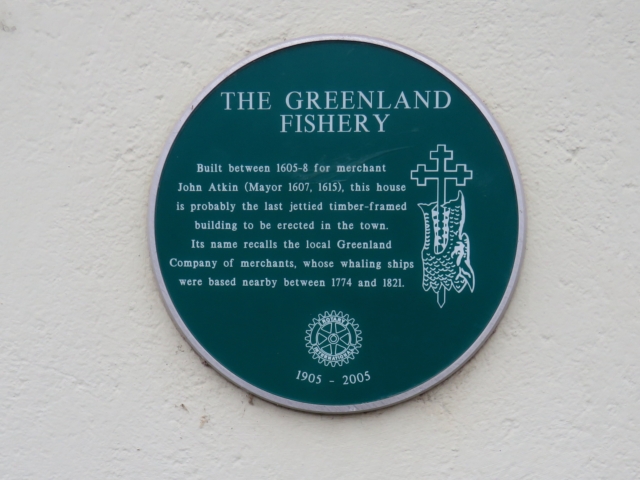 THE GREENLAND
FISHERY
Built between 1605-8 for merchant
John Atkin (Mayor 1607, 1615), this house
is probably the last jettied timber-framed
building to be erected in the town.
Its name recalls the local Greenland
Company of merchants, whose whaling ships
were based nearby between 1774 and 1821.
ROTARY
INTERNATIONAL
1905 - 2005